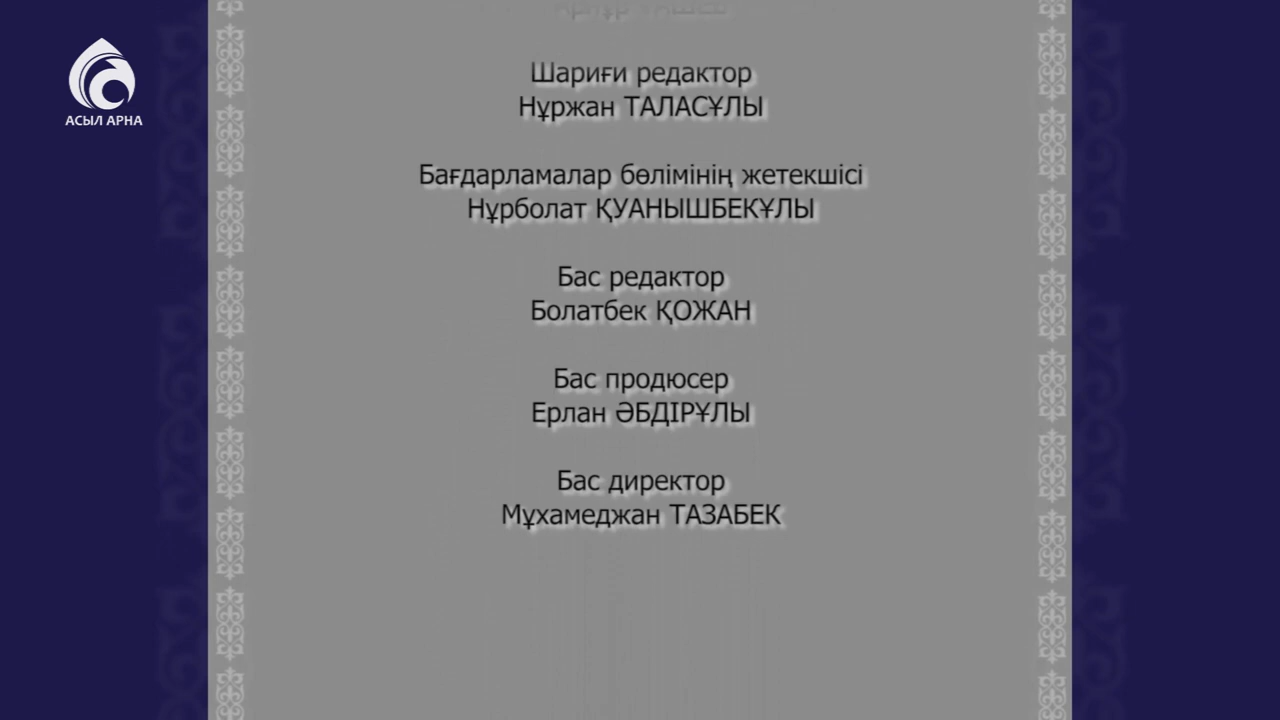 АСЫЛ АРНА
Шариғи редактор
Нұржан ТАЛАСҰЛЫ
Бағдарламалар бөлімінің жетекшісі
Нұрболат ҚУАНЫШБЕКҰЛЫ
Бас редактор
Болатбек ҚОЖАН
Бас продюсер
Ерлан ӘБДІРҰЛЫ
Бас директор
Мұхамеджан ТАЗАБЕК